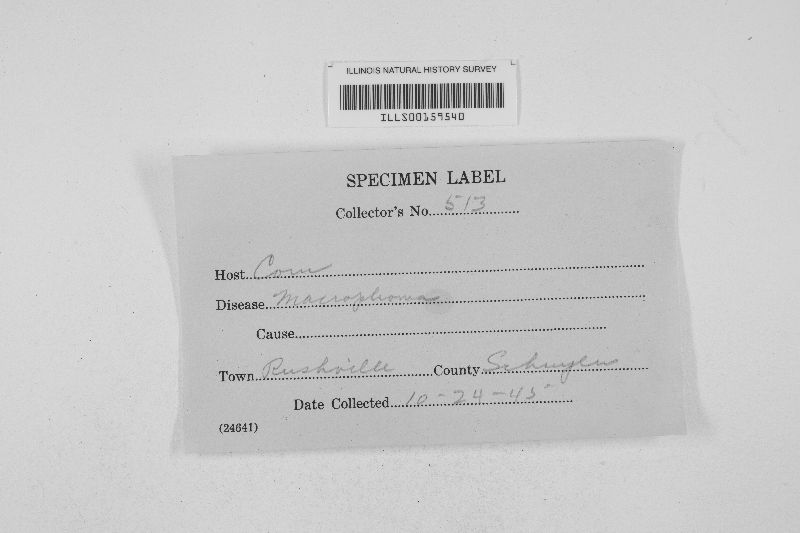 ILLINOIS NATURAL HISTORY SURVEY
ILLS00159540
SPECIMEN LABEL
Collector's No. 513
Host Corn
Disease Macrophoma
Cause
Town Rushville County Schuyler
Date Collected 10-24-45
(24641)